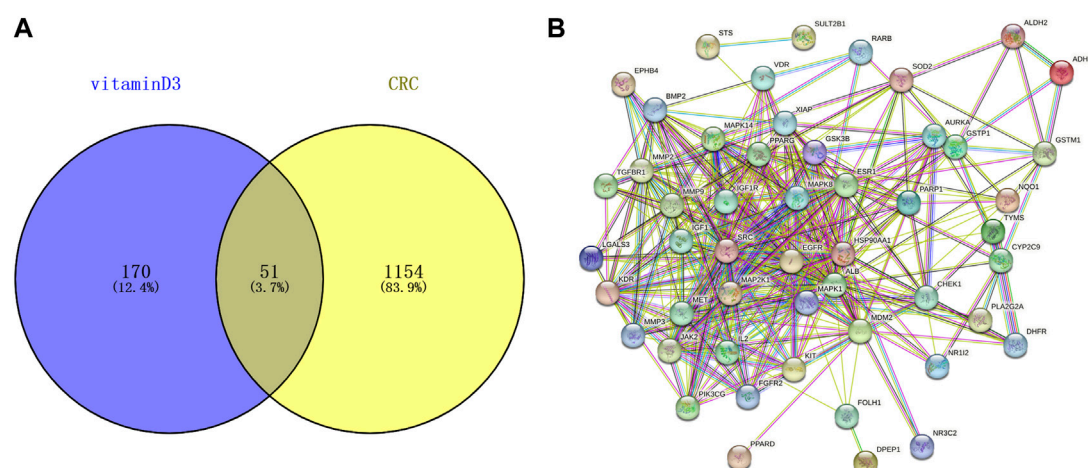 A
vitaminD3
CRC
170
(12.4%)
51
(3.7%)
1154
(83.9%)
B
STS
SULT2B1
RARB
ALDH2
ADH
EPHB4
VDR
SOD2
BMP2
XIAP
AURKA
GSTP1
MAPK14
PPARG
GSK3B
GSTM1
MMP2
TGFBR1
IGF1R
MAPK8
ESR1
PARP1
NQO1
MMP9
TYMS
IGF1
SRC
EGFR
HSP90AA1
CYP2C9
LGALS3
KDR
MAP2K1
ALB
MAPK1
CHEK1
PLA2G2A
MET
MMP3
MDM2
DHFR
JAK2
IL2
KIT
NR1I2
PIK3CG
FGFR2
FOLH1
NR3C2
PPARD
DPEP1